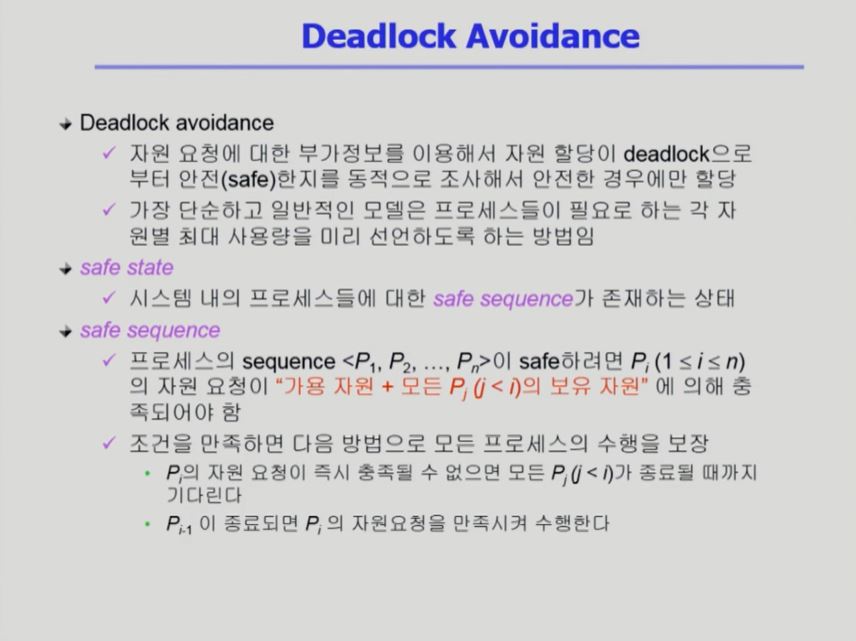 Deadlock Avoidance
Deadlock avoidance
자원 요청에 대한 부가정보를 이용해서 자원 할당이 deadlock으로
부터 안전(safe)한지를 동적으로 조사해서 안전한 경우에만 할당
가장 단순하고 일반적인 모델은 프로세스들이 필요로 하는 각 자
원별 최대 사용량을 미리 선언하도록 하는 방법임
safe state
시스템 내의 프로세스들에 대한 safe sequence가 존재하는 상태
safe sequence
프로세스의 sequence <P1, P2, …, Pn>이 safe하려면 Pi (1 ≤ i ≤ n)
의 자원 요청이 “가용 자원 + 모든 Pj (j < i)의 보유 자원” 에 의해 충
족되어야 함
조건을 만족하면 다음 방법으로 모든 프로세스의 수행을 보장
Pi의 자원 요청이 즉시 충족될 수 없으면 모든 Pj (j < i)가 종료될 때까지
기다린다
Pi-1 이 종료되면 Pi 의 자원요청을 만족시켜 수행한다